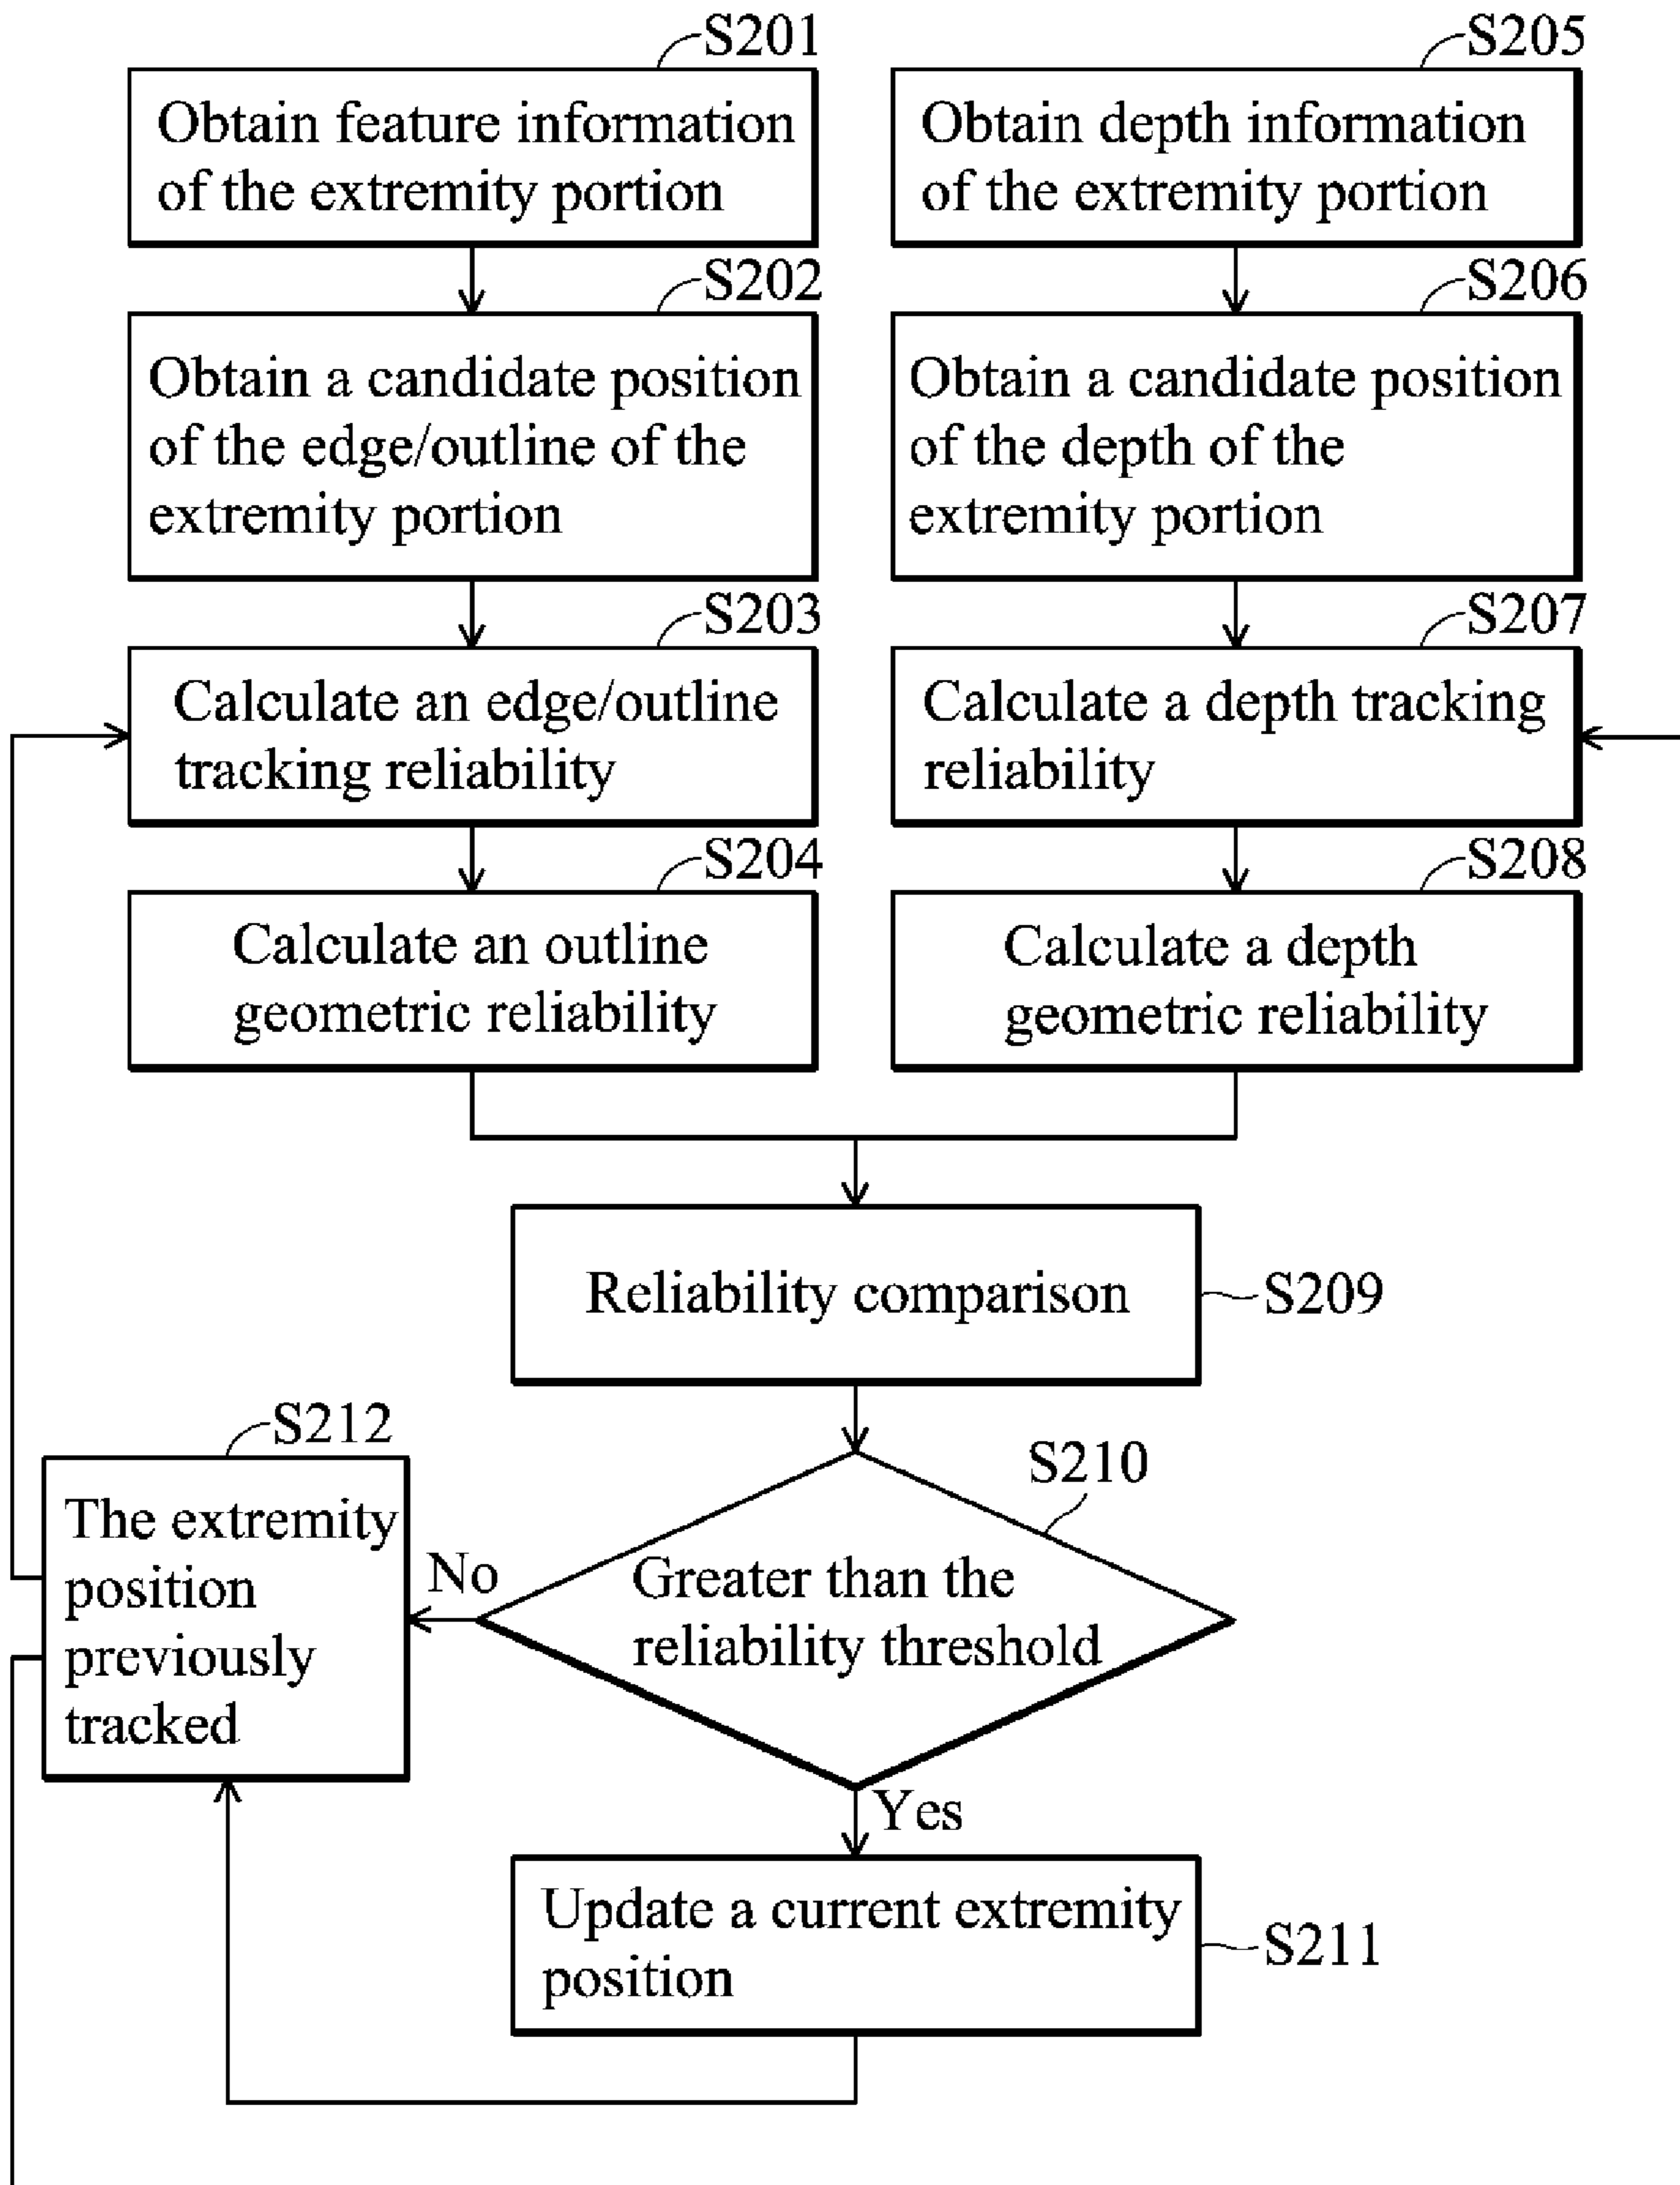 S201
Obtain feature information
of the extremity portion
S202
Obtain a candidate position
of the edge/outline of the
extremity portion
S203
Calculate an edge/outline
tracking reliability
S204
Calculate an outline
geometric reliability
S205
Obtain depth information
of the extremity portion
S206
Obtain a candidate position
of the depth of the
extremity portion
S207
Calculate a depth tracking
reliability
S208
Calculate a depth
geometric reliability
Reliability comparison
S209
S210
Greater than the
reliability threshold
No
Yes
S212
The extremity
position
previously
tracked
Update a current extremity
position
S211